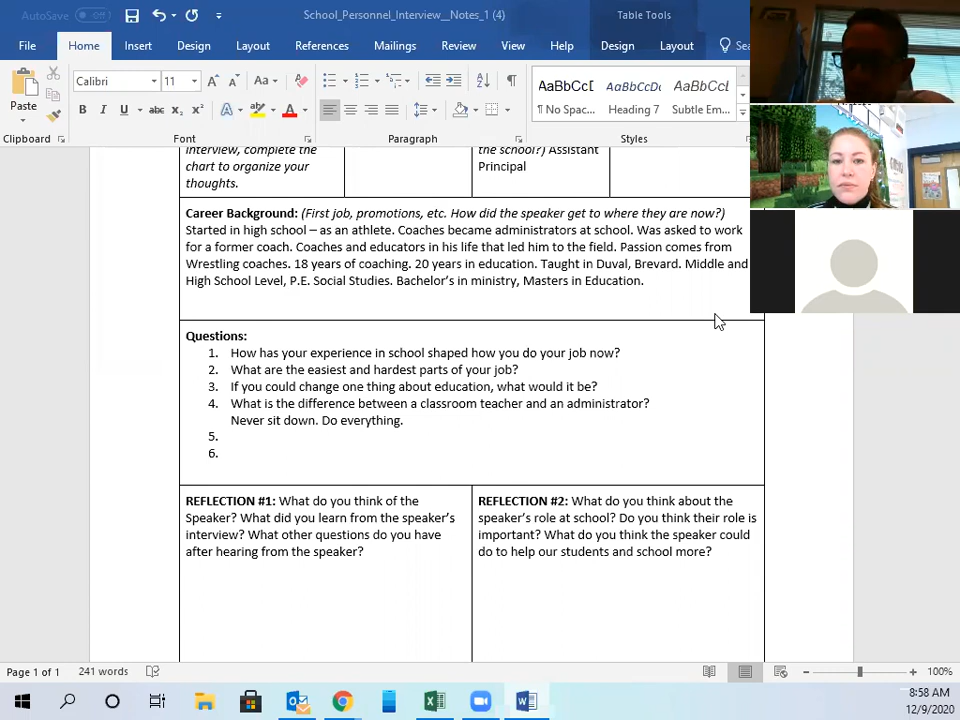 AutoSave Off School_Personnel_Interview__Notes_1 (4) Table Tools
File Home Insert Design Layout References Mailings Review View Help Design Layout
Paste Calibri 11 Aa AaBbCcD AaBbCcDc AaBbCcL
B I U abc x₂ x² A A ¶ No Spac... Heading 7 Subtle Em...
Clipboard Font Paragraph Styles
interview, complete the the school?) Assistant
chart to organize your Principal
thoughts.
Career Background: (First job, promotions, etc. How did the speaker get to where they are now?)
Started in high school – as an athlete. Coaches became administrators at school. Was asked to work
for a former coach. Coaches and educators in his life that led him to the field. Passion comes from
Wrestling coaches. 18 years of coaching. 20 years in education. Taught in Duval, Brevard. Middle and
High School Level, P.E. Social Studies. Bachelor's in ministry, Masters in Education.
Questions:
1. How has your experience in school shaped how you do your job now?
2. What are the easiest and hardest parts of your job?
3. If you could change one thing about education, what would it be?
4. What is the difference between a classroom teacher and an administrator?
Never sit down. Do everything.
5.
6.
REFLECTION #1: What do you think of the
Speaker? What did you learn from the speaker's
interview? What other questions do you have
after hearing from the speaker?
REFLECTION #2: What do you think about the
speaker's role at school? Do you think their role is
important? What do you think the speaker could
do to help our students and school more?
Page 1 of 1 241 words 100%
8:58 AM
12/9/2020